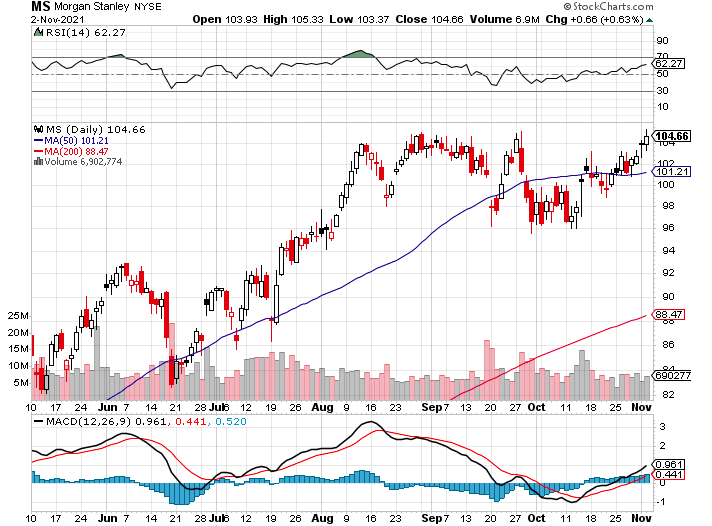 MS Morgan Stanley NYSE © StockCharts.com
2-Nov-2021 Open 103.93 High 105.33 Low 103.37 Close 104.66 Volume 6.9M Chg +0.66 (+0.63%)
RSI(14) 62.27
90
70
62.27
50
30
10
MS (Daily) 104.66
MA(50) 101.21
MA(200) 88.47
Volume 6,902,774
104.66
104
102
101.21
100
98
96
94
92
90
88.47
88
86
84
82
25M
20M
15M
10M
5M
690277
10 17 24 Jun 7 14 21 28 Jul 6 12 19 26 Aug 9 16 23 Sep 7 13 20 27 Oct 11 18 25 Nov
MACD(12,26,9) 0.961, 0.441, 0.520
3
2
0.961
0.441
0
-1
10 17 24 Jun 7 14 21 28 Jul 6 12 19 26 Aug 9 16 23 Sep 7 13 20 27 Oct 11 18 25 Nov